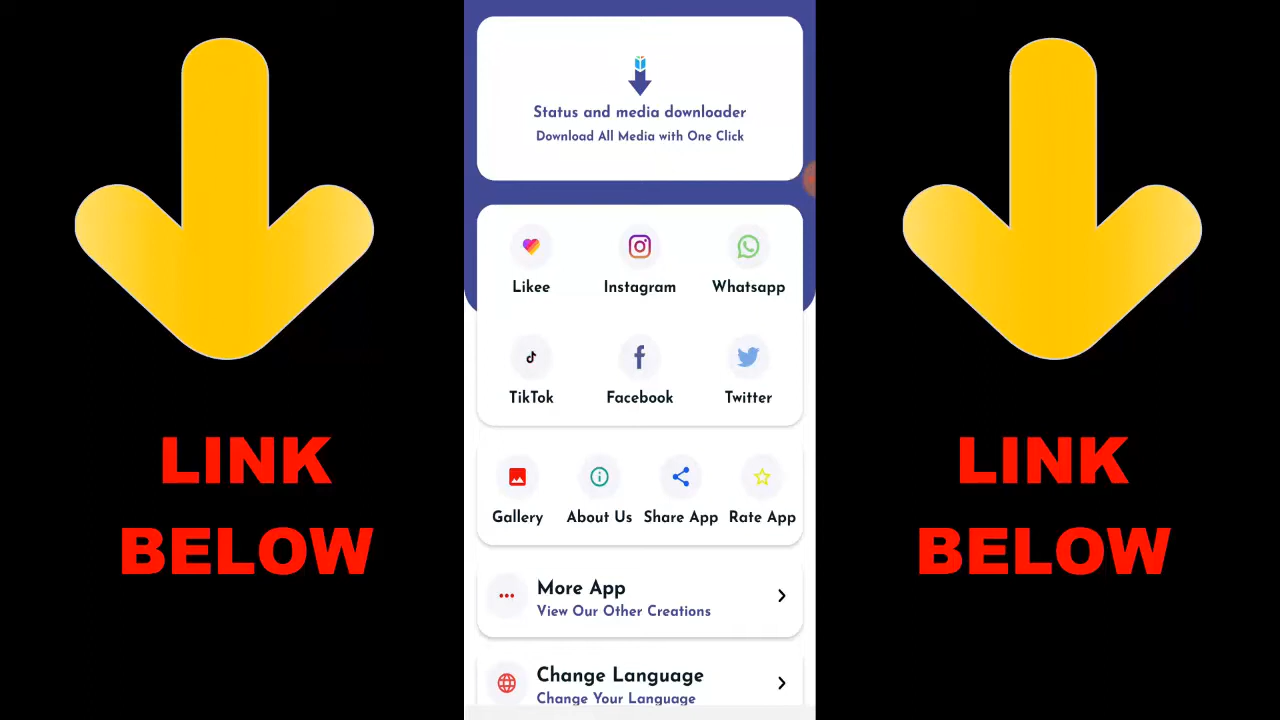 Status and media downloader
Download All Media with One Click
Likee Instagram Whatsapp
TikTok Facebook Twitter
Gallery About Us Share App Rate App
More App
View Our Other Creations
Change Language
Change Your Language
LINK
BELOW
LINK
BELOW